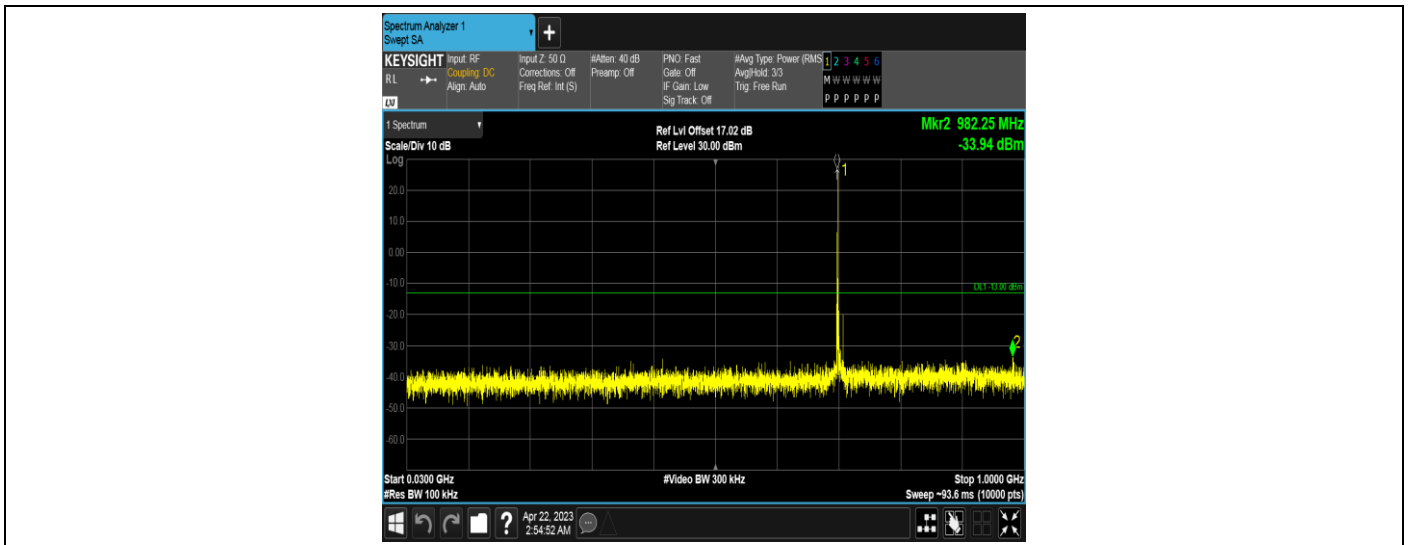 Spectrum Analyzer 1
Swept SA
+
KEYSIGHT
RL
LXI
Input: RF
Coupling: DC
Align: Auto
Input Z: 50 Ω
Corrections: Off
Freq Ref: Int (S)
#Atten: 40 dB
Preamp: Off
PNO: Fast
Gate: Off
IF Gain: Low
Sig Track: Off
#Avg Type: Power (RMS
Avg|Hold: 3/3
Trig: Free Run
1 2 3 4 5 6
M W W W W W
P P P P P P
1 Spectrum
Scale/Div 10 dB
Log
Ref Lvl Offset 17.02 dB
Ref Level 30.00 dBm
Mkr2 982.25 MHz
-33.94 dBm
1
20.0
10.0
0.00
-10.0
DL1 -13.00 dBm
-20.0
-30.0
2
-40.0
-50.0
-60.0
Start 0.0300 GHz
#Res BW 100 kHz
#Video BW 300 kHz
Stop 1.0000 GHz
Sweep ~93.6 ms (10000 pts)
?
Apr 22, 2023
2:54:52 AM